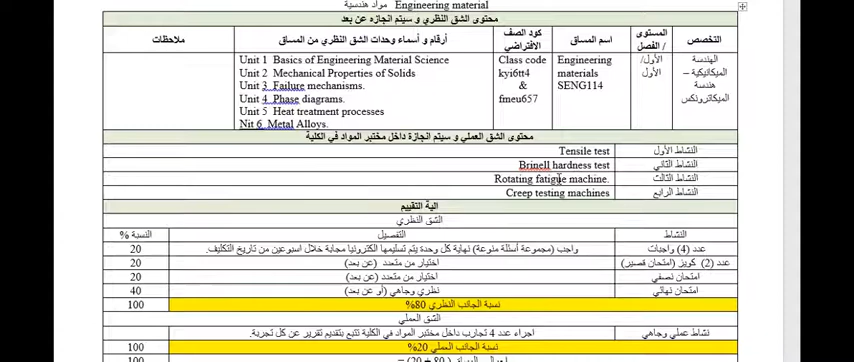 مواد هندسية Engineering material
محتوى الشق النظري و سيتم انجازه عن بعد
التخصص
المستوى / الفصل
اسم المساق
كود الصف الافتراضي
أرقام و أسماء وحدات الشق النظري من المساق
ملاحظات
الهندسة الميكانيكية – هندسة الميكاترونكس
الأول/ الأول
Engineering materials SENG114
Class code kyi6tt4 & fmeu657
Unit 1 Basics of Engineering Material Science
Unit 2 Mechanical Properties of Solids
Unit 3 Failure mechanisms.
Unit 4 Phase diagrams.
Unit 5 Heat treatment processes
Nit 6 Metal Alloys.
محتوى الشق العملي و سيتم انجازة داخل مختبر المواد في الكلية
النشاط الأول Tensile test
النشاط الثاني Brinell hardness test
النشاط الثالث Rotating fatigue machine.
النشاط الرابع Creep testing machines
الية التقييم
الشق النظري
النشاط التفصيل النسبة %
عدد (4) واجبات واجب (مجموعة أسئلة منوعة) نهاية كل وحدة يتم تسليمها الكترونيا مجابة خلال اسبوعين من تاريخ التكليف. 20
عدد (2) كويز (امتحان قصير) اختيار من متعدد (عن بعد) 20
امتحان نصفي اختيار من متعدد (عن بعد) 20
امتحان نهائي نظري وجاهي (أو عن بعد) 40
نسبة الجانب النظري 80% 100
الشق العملي
نشاط عملي وجاهي اجراء عدد 4 تجارب داخل مختبر المواد في الكلية تتبع بتقديم تقرير عن كل تجربة. 100
نسبة الجانب العملي 20% 100